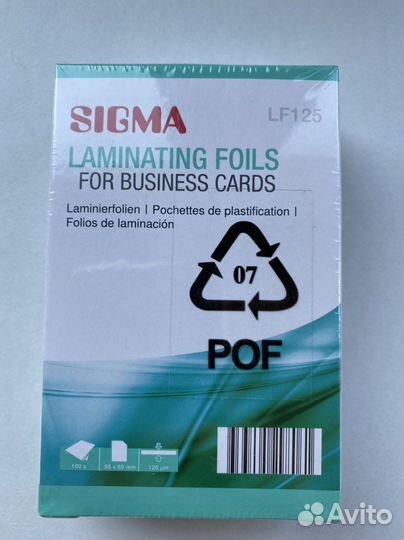 SIGMA
LF125
LAMINATING FOILS
FOR BUSINESS CARDS
Laminierfolien | Pochettes de plastification |
Folios de laminación
07
POF
100 x
95 x 60 mm
125 µm
Avito